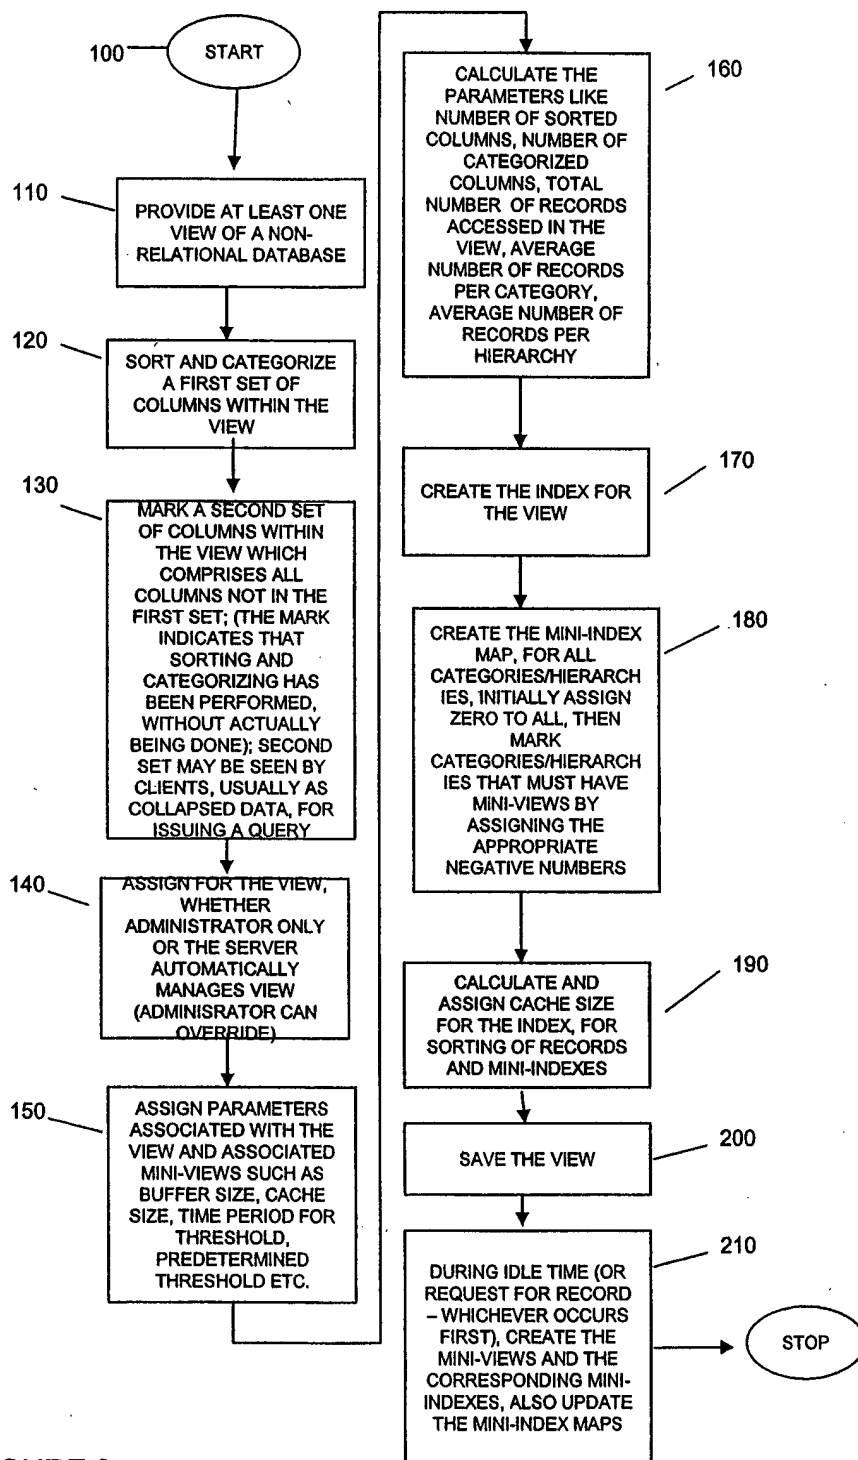 100
START
110
PROVIDE AT LEAST ONE
VIEW OF A NON-
RELATIONAL DATABASE
120
SORT AND CATEGORIZE
A FIRST SET OF
COLUMNS WITHIN THE
VIEW
130
MARK A SECOND SET
OF COLUMNS WITHIN
THE VIEW WHICH
COMPRISES ALL
COLUMNS NOT IN THE
FIRST SET; (THE MARK
INDICATES THAT
SORTING AND
CATEGORIZING HAS
BEEN PERFORMED,
WITHOUT ACTUALLY
BEING DONE); SECOND
SET MAY BE SEEN BY
CLIENTS, USUALLY AS
COLLAPSED DATA, FOR
ISSUING A QUERY
140
ASSIGN FOR THE VIEW,
WHETHER
ADMINISTRATOR ONLY
OR THE SERVER
AUTOMATICALLY
MANAGES VIEW
(ADMINISRATOR CAN
OVERRIDE)
150
ASSIGN PARAMETERS
ASSOCIATED WITH THE
VIEW AND ASSOCIATED
MINI-VIEWS SUCH AS
BUFFER SIZE, CACHE
SIZE, TIME PERIOD FOR
THRESHOLD,
PREDETERMINED
THRESHOLD ETC.
160
CALCULATE THE
PARAMETERS LIKE
NUMBER OF SORTED
COLUMNS, NUMBER OF
CATEGORIZED
COLUMNS, TOTAL
NUMBER OF RECORDS
ACCESSED IN THE
VIEW, AVERAGE
NUMBER OF RECORDS
PER CATEGORY,
AVERAGE NUMBER OF
RECORDS PER
HIERARCHY
170
CREATE THE INDEX FOR
THE VIEW
180
CREATE THE MINI-INDEX
MAP, FOR ALL
CATEGORIES/HIERARCH
IES, INITIALLY ASSIGN
ZERO TO ALL, THEN
MARK
CATEGORIES/HIERARCH
IES THAT MUST HAVE
MINI-VIEWS BY
ASSIGNING THE
APPROPRIATE
NEGATIVE NUMBERS
190
CALCULATE AND
ASSIGN CACHE SIZE
FOR THE INDEX, FOR
SORTING OF RECORDS
AND MINI-INDEXES
200
SAVE THE VIEW
210
DURING IDLE TIME (OR
REQUEST FOR RECORD
– WHICHEVER OCCURS
FIRST), CREATE THE
MINI-VIEWS AND THE
CORRESPONDING MINI-
INDEXES, ALSO UPDATE
THE MINI-INDEX MAPS
STOP